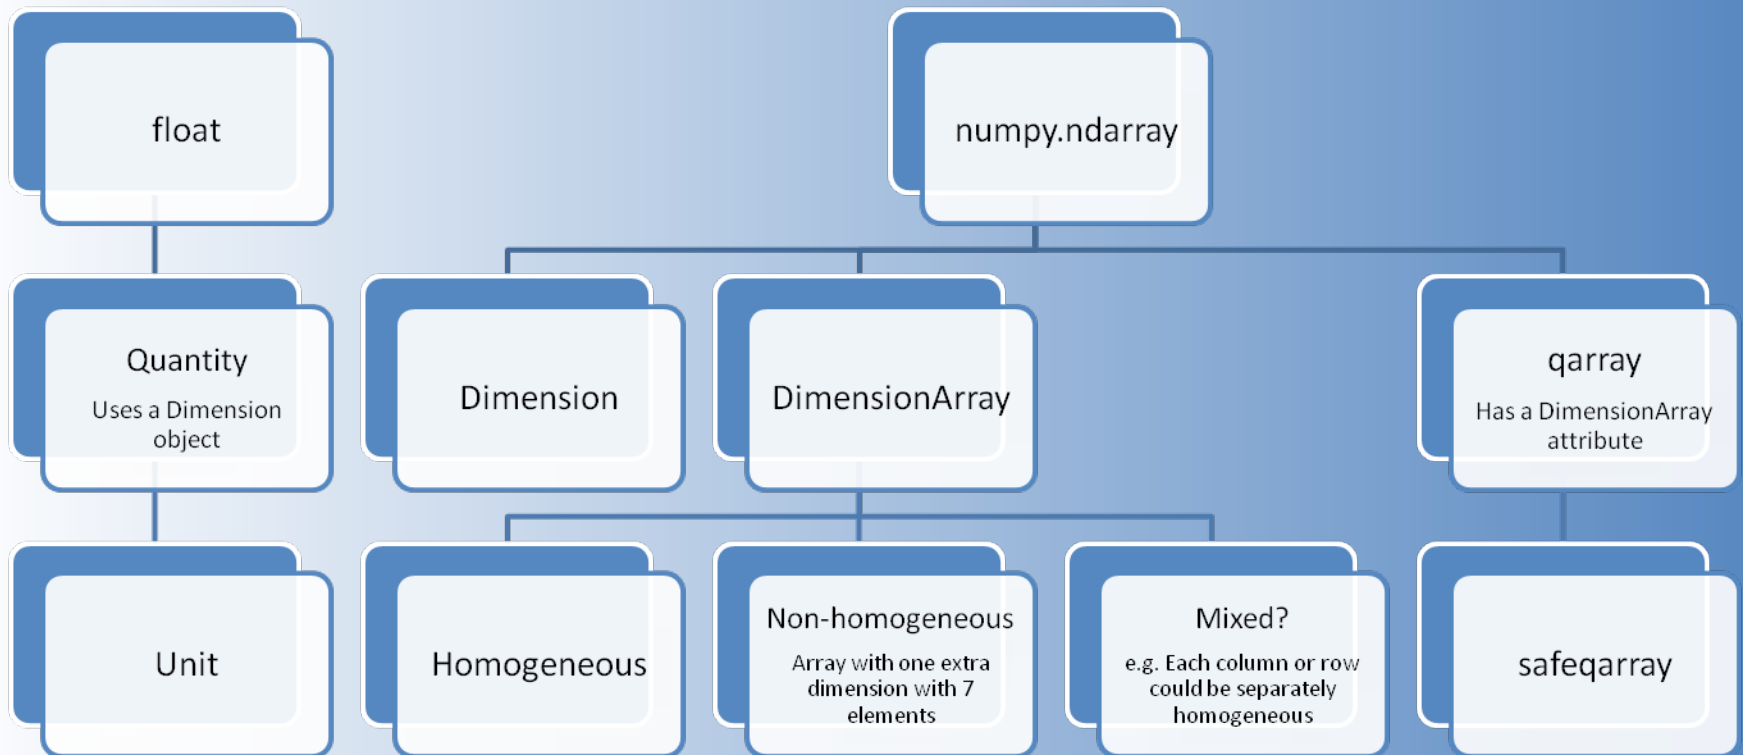 float
numpy.ndarray
Quantity
Uses a Dimension
object
Dimension
DimensionArray
qarray
Has a DimensionArray
attribute
Unit
Homogeneous
Non-homogeneous
Array with one extra
dimension with 7
elements
Mixed?
e.g. Each column or row
could be separately
homogeneous
safeqarray